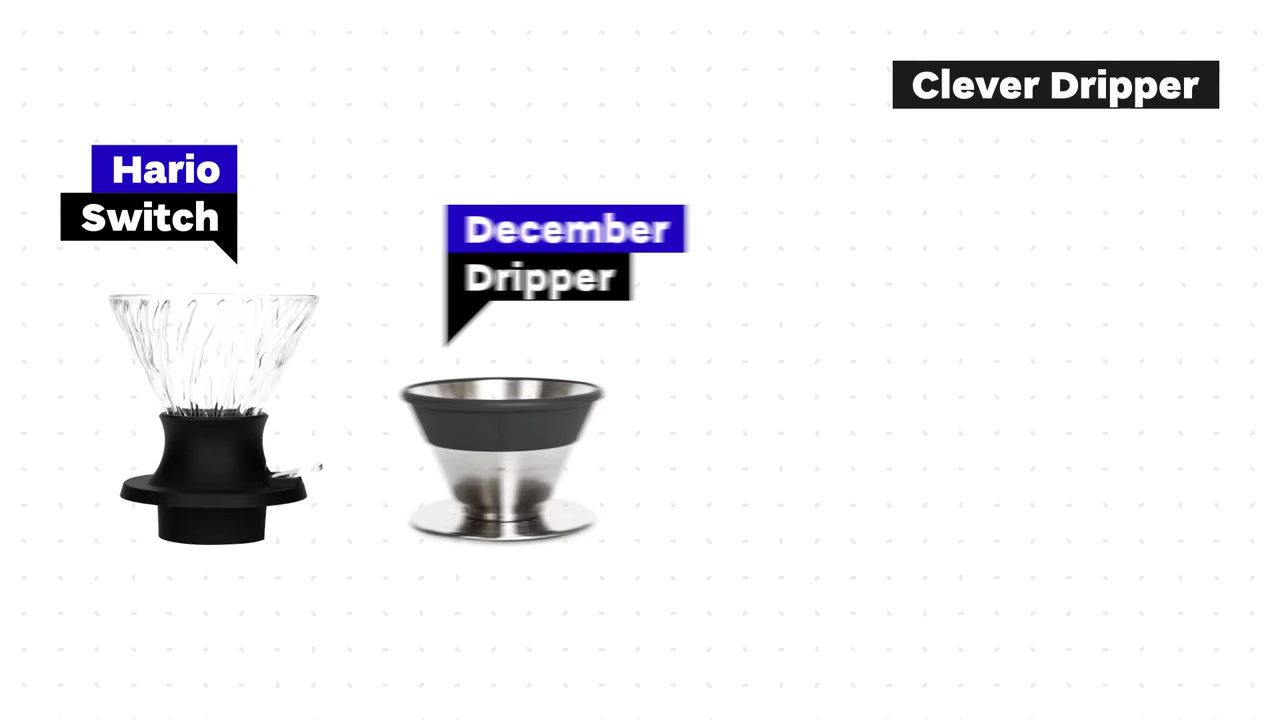 Clever Dripper
Hario
Switch
December
Dripper